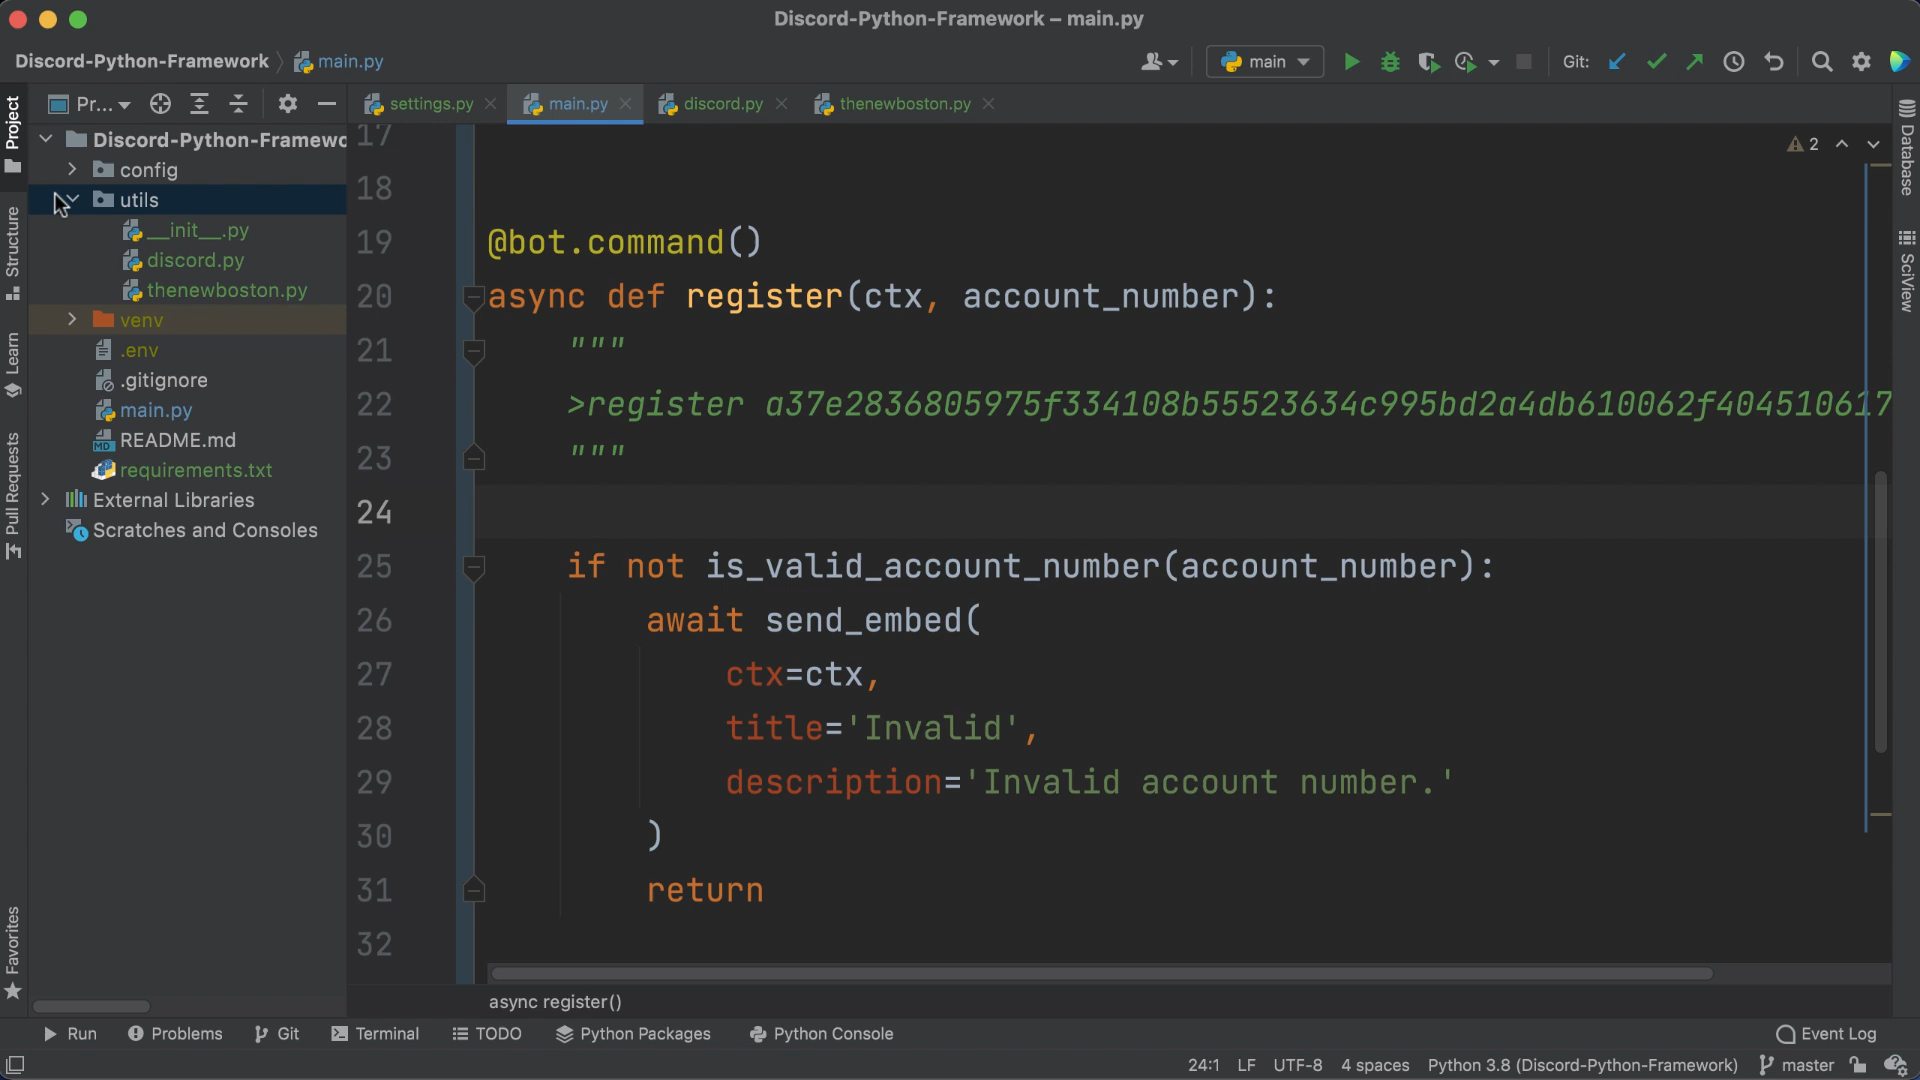 Discord-Python-Framework – main.py
Discord-Python-Framework
main.py
main
Git:
Project
Structure
Learn
Pull Requests
Favorites
Pr...
settings.py
main.py
discord.py
thenewboston.py
Database
SciView
Discord-Python-Framewo
config
utils
__init__.py
discord.py
thenewboston.py
venv
.env
.gitignore
main.py
README.md
requirements.txt
External Libraries
Scratches and Consoles
2
17
18
19 @bot.command()
20 async def register(ctx, account_number):
21 """
22 >register a37e2836805975f334108b55523634c995bd2a4db610062f404510617
23 """
24
25 if not is_valid_account_number(account_number):
26 await send_embed(
27 ctx=ctx,
28 title='Invalid',
29 description='Invalid account number.'
30 )
31 return
32
async register()
Run
Problems
Git
Terminal
TODO
Python Packages
Python Console
Event Log
24:1 LF UTF-8 4 spaces Python 3.8 (Discord-Python-Framework) master